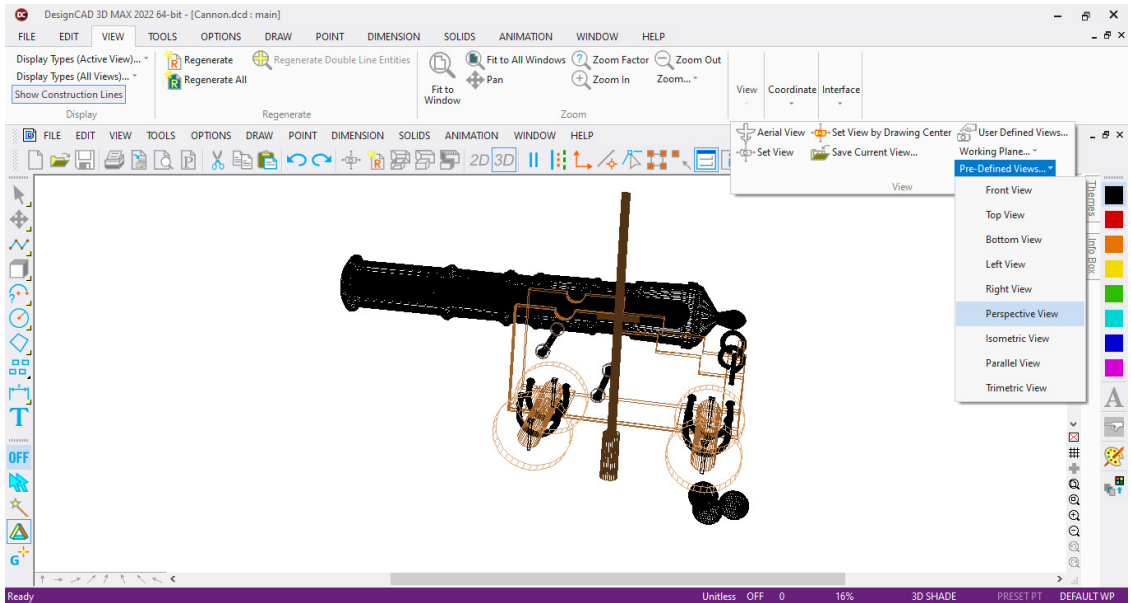 DC DesignCAD 3D MAX 2022 64-bit - [Cannon.dcd : main]
FILE EDIT VIEW TOOLS OPTIONS DRAW POINT DIMENSION SOLIDS ANIMATION WINDOW HELP
Display Types (Active View)...
Display Types (All Views)...
Show Construction Lines
Display
Regenerate
Regenerate All
Regenerate Double Line Entities
Regenerate
Fit to
Window
Fit to All Windows
Pan
Zoom Factor
Zoom In
Zoom Out
Zoom...
Zoom
View
Coordinate
Interface
FILE EDIT VIEW TOOLS OPTIONS DRAW POINT DIMENSION SOLIDS ANIMATION WINDOW HELP
2D 3D
Aerial View
Set View by Drawing Center
User Defined Views...
Set View
Save Current View...
Working Plane...
Pre-Defined Views...
View
Front View
Top View
Bottom View
Left View
Right View
Perspective View
Isometric View
Parallel View
Trimetric View
Themes
Info Box
T
OFF
G
A
Ready
Unitless OFF 0 16% 3D SHADE PRESET PT DEFAULT WP